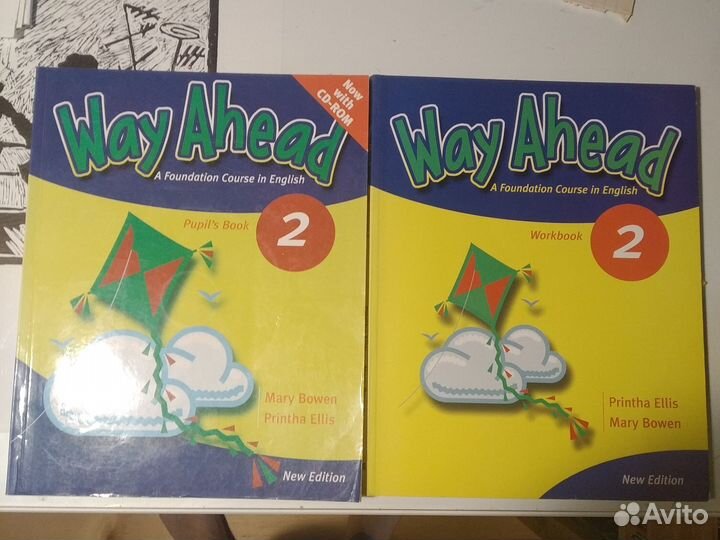 Way Ahead
Now
with
CD-ROM
A Foundation Course in English
Pupil's Book
2
Mary Bowen
Printha Ellis
New Edition
Way Ahead
A Foundation Course in English
Workbook
2
Printha Ellis
Mary Bowen
New Edition
Avito